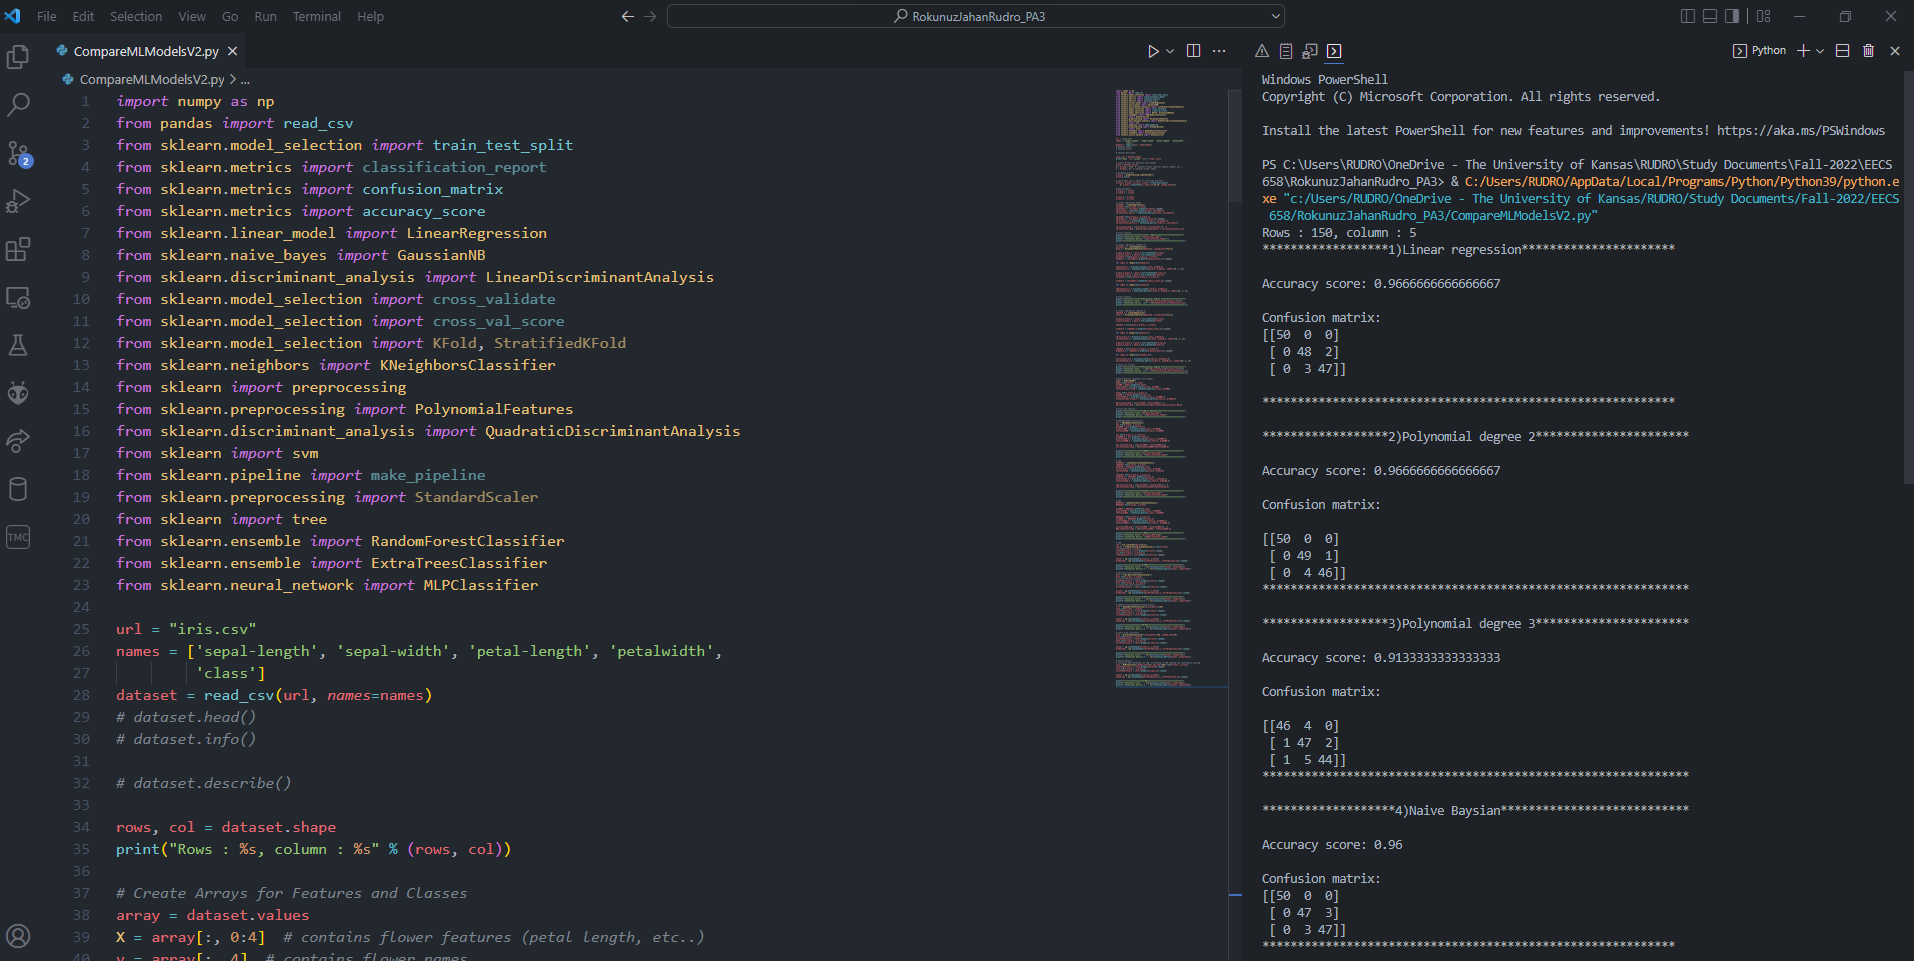 File Edit Selection View Go Run Terminal Help
RokunuzJahanRudro_PA3
CompareMLModelsV2.py
CompareMLModelsV2.py > ...
1 import numpy as np
2 from pandas import read_csv
3 from sklearn.model_selection import train_test_split
4 from sklearn.metrics import classification_report
5 from sklearn.metrics import confusion_matrix
6 from sklearn.metrics import accuracy_score
7 from sklearn.linear_model import LinearRegression
8 from sklearn.naive_bayes import GaussianNB
9 from sklearn.discriminant_analysis import LinearDiscriminantAnalysis
10 from sklearn.model_selection import cross_validate
11 from sklearn.model_selection import cross_val_score
12 from sklearn.model_selection import KFold, StratifiedKFold
13 from sklearn.neighbors import KNeighborsClassifier
14 from sklearn import preprocessing
15 from sklearn.preprocessing import PolynomialFeatures
16 from sklearn.discriminant_analysis import QuadraticDiscriminantAnalysis
17 from sklearn import svm
18 from sklearn.pipeline import make_pipeline
19 from sklearn.preprocessing import StandardScaler
20 from sklearn import tree
21 from sklearn.ensemble import RandomForestClassifier
22 from sklearn.ensemble import ExtraTreesClassifier
23 from sklearn.neural_network import MLPClassifier
24
25 url = "iris.csv"
26 names = ['sepal-length', 'sepal-width', 'petal-length', 'petalwidth',
27 'class']
28 dataset = read_csv(url, names=names)
29 # dataset.head()
30 # dataset.info()
31
32 # dataset.describe()
33
34 rows, col = dataset.shape
35 print("Rows : %s, column : %s" % (rows, col))
36
37 # Create Arrays for Features and Classes
38 array = dataset.values
39 X = array[:, 0:4] # contains flower features (petal length, etc..)
40 y = array[:, 4] # contains flower names
2
TMC
Python
Windows PowerShell
Copyright (C) Microsoft Corporation. All rights reserved.
Install the latest PowerShell for new features and improvements! https://aka.ms/PSWindows
PS C:\Users\RUDRO\OneDrive - The University of Kansas\RUDRO\Study Documents\Fall-2022\EECS
658\RokunuzJahanRudro_PA3> & C:/Users/RUDRO/AppData/Local/Programs/Python/Python39/python.e
xe "c:/Users/RUDRO/OneDrive - The University of Kansas/RUDRO/Study Documents/Fall-2022/EECS
658/RokunuzJahanRudro_PA3/CompareMLModelsV2.py"
Rows : 150, column : 5
******************1)Linear regression**********************
Accuracy score: 0.9666666666666667
Confusion matrix:
[[50 0 0]
[ 0 48 2]
[ 0 3 47]]
***********************************************************
******************2)Polynomial degree 2**********************
Accuracy score: 0.9666666666666667
Confusion matrix:
[[50 0 0]
[ 0 49 1]
[ 0 4 46]]
*************************************************************
******************3)Polynomial degree 3**********************
Accuracy score: 0.9133333333333333
Confusion matrix:
[[46 4 0]
[ 1 47 2]
[ 1 5 44]]
*************************************************************
*******************4)Naive Baysian***************************
Accuracy score: 0.96
Confusion matrix:
[[50 0 0]
[ 0 47 3]
[ 0 3 47]]
***********************************************************